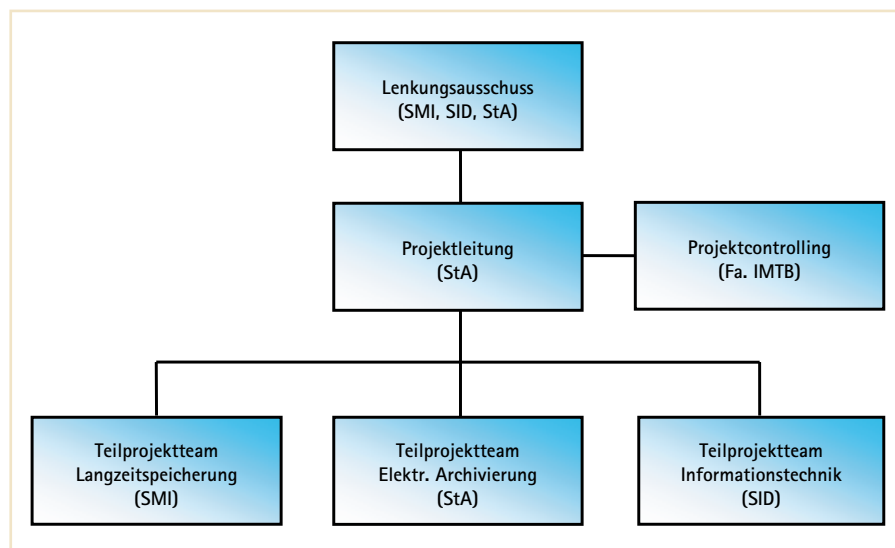 Lenkungsausschuss
(SMI, SID, StA)
Projektleitung
(StA)
Projektcontrolling
(Fa. IMTB)
Teilprojektteam
Langzeitspeicherung
(SMI)
Teilprojektteam
Elektr. Archivierung
(StA)
Teilprojektteam
Informationstechnik
(SID)